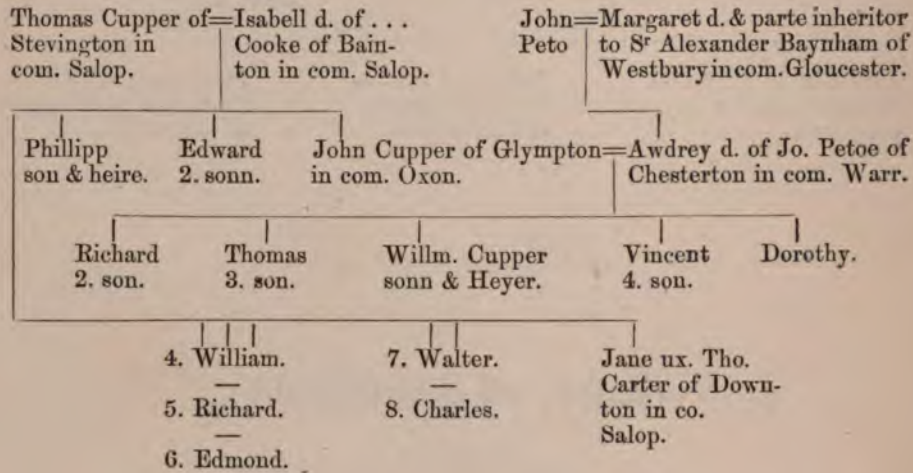 Thomas Cupper of=Isabell d. of . . .
Stevington in Cooke of Bain-
com. Salop. ton in com. Salop.
John=Margaret d. & parte inheritor
Peto to Sʳ Alexander Baynham of
Westbury in com. Gloucester.
Phillipp
son & heire.
Edward
2. sonn.
John Cupper of Glympton=Awdrey d. of Jo. Petoe of
in com. Oxon. Chesterton in com. Warr.
Richard
2. son.
Thomas
3. son.
Willm. Cupper
sonn & Heyer.
Vincent
4. son.
Dorothy.
4. William.
—
5. Richard.
—
6. Edmond.
7. Walter.
—
8. Charles.
Jane ux. Tho.
Carter of Down-
ton in co.
Salop.